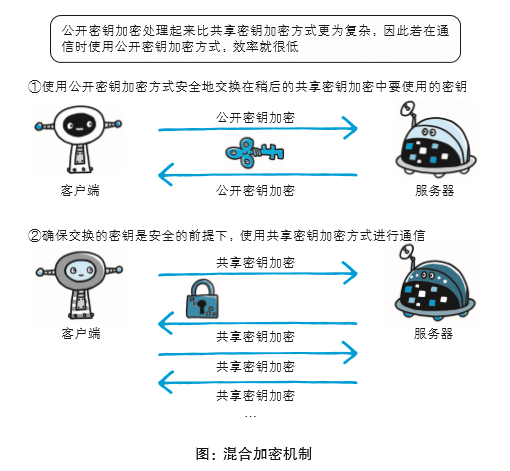 公开密钥加密处理起来比共享密钥加密方式更为复杂，因此若在通
信时使用公开密钥加密方式，效率就很低
①使用公开密钥加密方式安全地交换在稍后的共享密钥加密中要使用的密钥
公开密钥加密
公开密钥加密
客户端
服务器
②确保交换的密钥是安全的前提下，使用共享密钥加密方式进行通信
共享密钥加密
客户端
服务器
共享密钥加密
共享密钥加密
共享密钥加密
…
图：混合加密机制